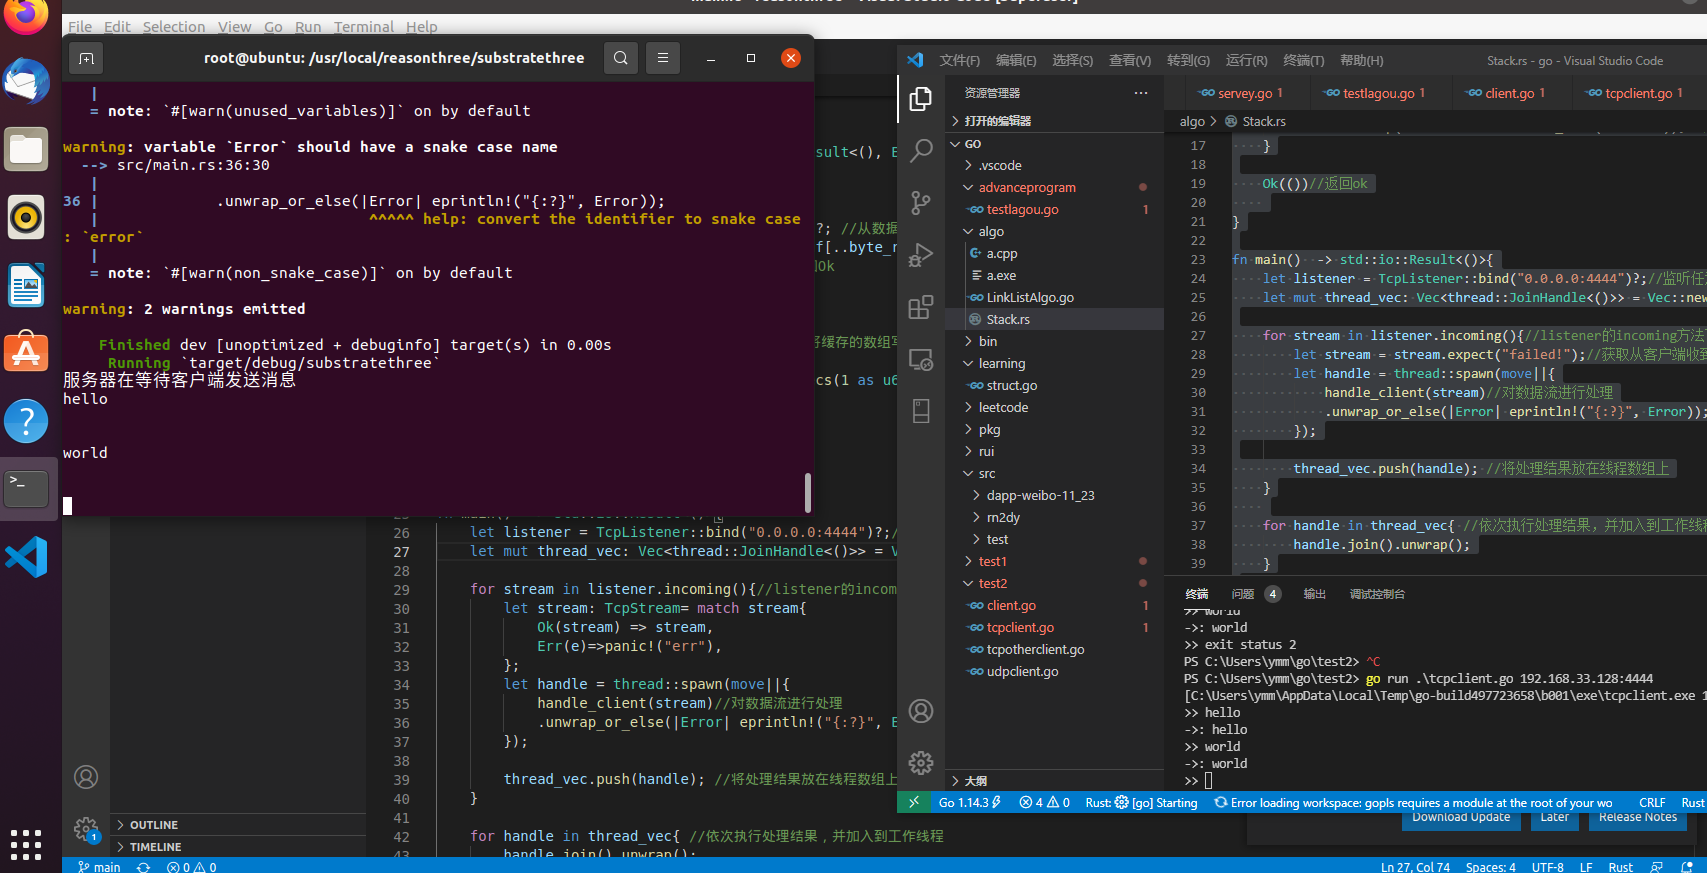 File Edit Selection View Go Run Terminal Help
root@ubuntu: /usr/local/reasonthree/substratethree
|
= note: `#[warn(unused_variables)]` on by default
warning: variable `Error` should have a snake case name
--> src/main.rs:36:30
|
36 | .unwrap_or_else(|Error| eprintln!("{:?}", Error));
| ^^^^^ help: convert the identifier to snake case
: `error`
|
= note: `#[warn(non_snake_case)]` on by default
warning: 2 warnings emitted
Finished dev [unoptimized + debuginfo] target(s) in 0.00s
Running `target/debug/substratethree`
服务器在等待客户端发送消息
hello
world
sult<(), E
?; //从数据
f[..byte_r
Ok
将缓存的数组写
cs(1 as u6
26 let listener = TcpListener::bind("0.0.0.0:4444")?;/
27 let mut thread_vec: Vec<thread::JoinHandle<()>> = V
28
29 for stream in listener.incoming(){//listener的incom
30 let stream: TcpStream= match stream{
31 Ok(stream) => stream,
32 Err(e)=>panic!("err"),
33 };
34 let handle = thread::spawn(move||{
35 handle_client(stream)//对数据流进行处理
36 .unwrap_or_else(|Error| eprintln!("{:?}", E
37 });
38
39 thread_vec.push(handle); //将处理结果放在线程数组上
40 }
41
42 for handle in thread_vec{ //依次执行处理结果，并加入到工作线程
43 handle.join().unwrap();
OUTLINE
TIMELINE
1
main
0 0
Ln 27, Col 74 Spaces: 4 UTF-8 LF Rust
Download Update Later Release Notes
文件(F) 编辑(E) 选择(S) 查看(V) 转到(G) 运行(R) 终端(T) 帮助(H)
Stack.rs - go - Visual Studio Code
资源管理器
打开的编辑器
GO
.vscode
advanceprogram
testlagou.go 1
algo
a.cpp
a.exe
LinkListAlgo.go
Stack.rs
bin
learning
struct.go
leetcode
pkg
rui
src
dapp-weibo-11_23
rn2dy
test
test1
test2
client.go 1
tcpclient.go 1
tcpotherclient.go
udpclient.go
大纲
servey.go 1 testlagou.go 1 client.go 1 tcpclient.go 1
algo > Stack.rs
17 }
18
19 Ok(())//返回ok
20
21 }
22
23 fn main() -> std::io::Result<()>{
24 let listener = TcpListener::bind("0.0.0.0:4444")?;//监听任
25 let mut thread_vec: Vec<thread::JoinHandle<()>> = Vec::new
26
27 for stream in listener.incoming(){//listener的incoming方法
28 let stream = stream.expect("failed!");//获取从客户端收到
29 let handle = thread::spawn(move||{
30 handle_client(stream)//对数据流进行处理
31 .unwrap_or_else(|Error| eprintln!("{:?}", Error));
32 });
33
34 thread_vec.push(handle); //将处理结果放在线程数组上
35 }
36
37 for handle in thread_vec{ //依次执行处理结果，并加入到工作线程
38 handle.join().unwrap();
39 }
终端 问题 4 输出 调试控制台
>> world
->: world
>> exit status 2
PS C:\Users\ymm\go\test2> ^C
PS C:\Users\ymm\go\test2> go run .\tcpclient.go 192.168.33.128:4444
[C:\Users\ymm\AppData\Local\Temp\go-build497723658\b001\exe\tcpclient.exe 1
>> hello
->: hello
>> world
->: world
>>
Go 1.14.3 4 0 Rust: [go] Starting Error loading workspace: gopls requires a module at the root of your wo CRLF Rust